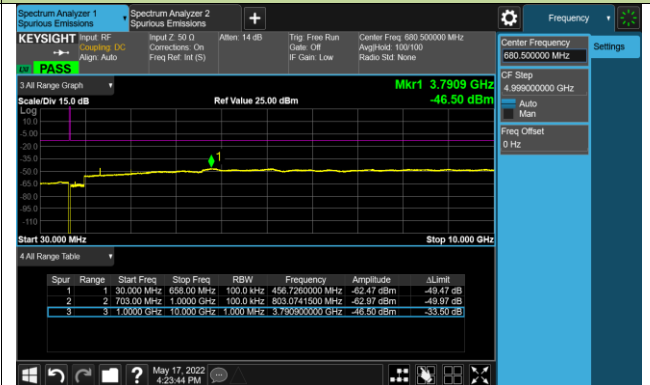 Spectrum Analyzer 1
Spurious Emissions
Spectrum Analyzer 2
Spurious Emissions
+
Frequency
KEYSIGHT
Input: RF
Coupling: DC
Align: Auto
Input Z: 50 Ω
Corrections: On
Freq Ref: Int (S)
Atten: 14 dB
Trig: Free Run
Gate: Off
IF Gain: Low
Center Freq: 680.500000 MHz
Avg|Hold: 100/100
Radio Std: None
PASS
Center Frequency
680.500000 MHz
Settings
CF Step
4.999000000 GHz
Auto
Man
Freq Offset
0 Hz
3 All Range Graph
Mkr1 3.7909 GHz
Scale/Div 15.0 dB
Ref Value 25.00 dBm
-46.50 dBm
Log
10.0
-5.00
-20.0
-35.0
-50.0
-65.0
-80.0
-95.0
-110
1
Start 30.000 MHz
Stop 10.000 GHz
4 All Range Table
Spur Range Start Freq Stop Freq RBW Frequency Amplitude ΔLimit
1 1 30.000 MHz 658.00 MHz 100.0 kHz 456.7260000 MHz -62.47 dBm -49.47 dB
2 2 703.00 MHz 1.0000 GHz 100.0 kHz 803.0741500 MHz -62.97 dBm -49.97 dB
3 3 1.0000 GHz 10.000 GHz 1.000 MHz 3.790900000 GHz -46.50 dBm -33.50 dB
?
May 17, 2022
4:23:44 PM